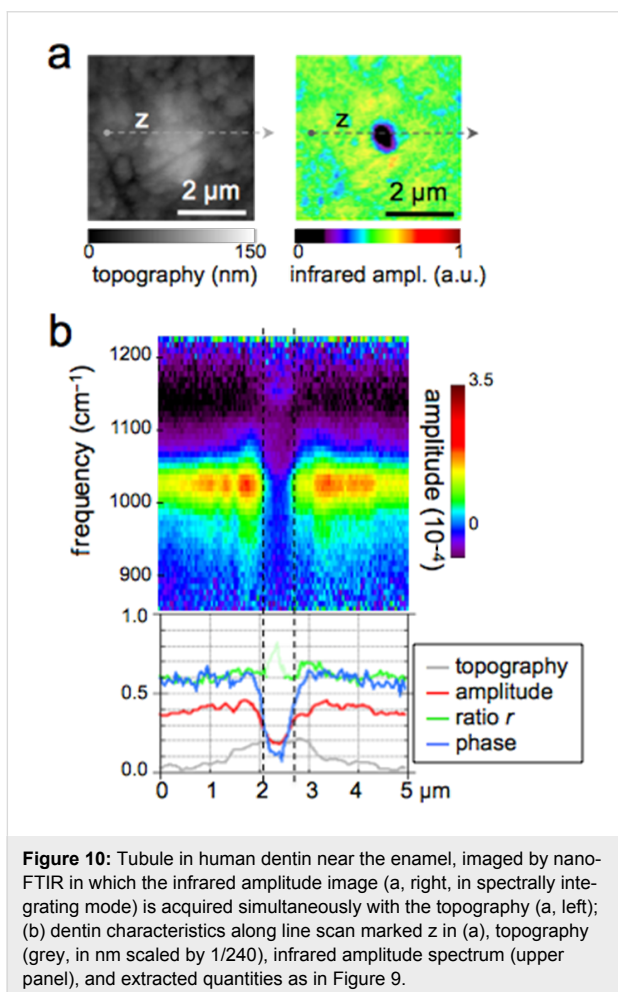 a
z
z
2 µm
2 µm
0 150
topography (nm)
0 1
infrared ampl. (a.u.)
b
1200
1100
1000
900
frequency (cm⁻¹)
3.5
0
amplitude (10⁻⁴)
1.0
0.5
0.0
0 1 2 3 4 5 µm
topography
amplitude
ratio r
phase
Figure 10: Tubule in human dentin near the enamel, imaged by nano-
FTIR in which the infrared amplitude image (a, right, in spectrally inte-
grating mode) is acquired simultaneously with the topography (a, left);
(b) dentin characteristics along line scan marked z in (a), topography
(grey, in nm scaled by 1/240), infrared amplitude spectrum (upper
panel), and extracted quantities as in Figure 9.